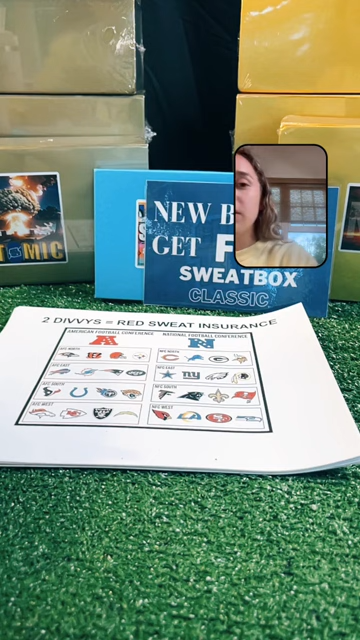 MIC
NEW B
GET F
SWEATBOX
CLASSIC
2 DIVVYS = RED SWEAT INSURANCE
AMERICAN FOOTBALL CONFERENCE
NATIONAL FOOTBALL CONFERENCE
AFC NORTH
NFC NORTH
AFC EAST
NFC EAST
AFC SOUTH
NFC SOUTH
AFC WEST
NFC WEST